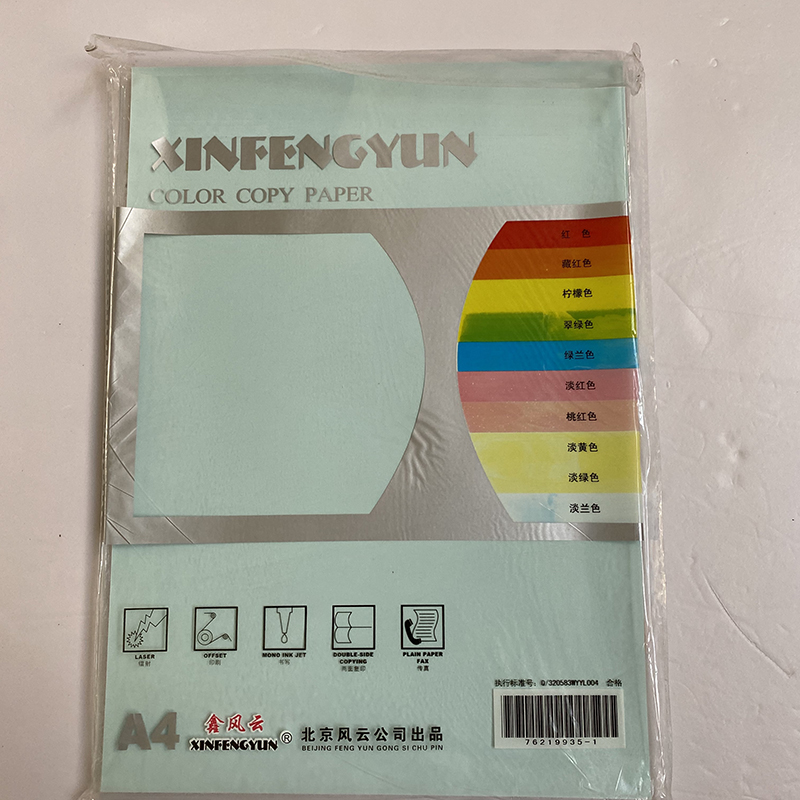 XINFENGYUN
COLOR COPY PAPER
红 色
藏红色
柠檬色
翠绿色
绿兰色
淡红色
桃红色
淡黄色
淡绿色
淡兰色
LASER
镭射
OFFSET
印刷
MONO INK JET
书写
DOUBLE-SIDE
COPYING
两面复印
PLAIN PAPER
FAX
传真
执行标准号: Q/320583WYYL004 合格
76219935-1
A4
鑫风云
XINFENGYUN®
北京风云公司出品
BEIJING FENG YUN GONG SI CHU PIN